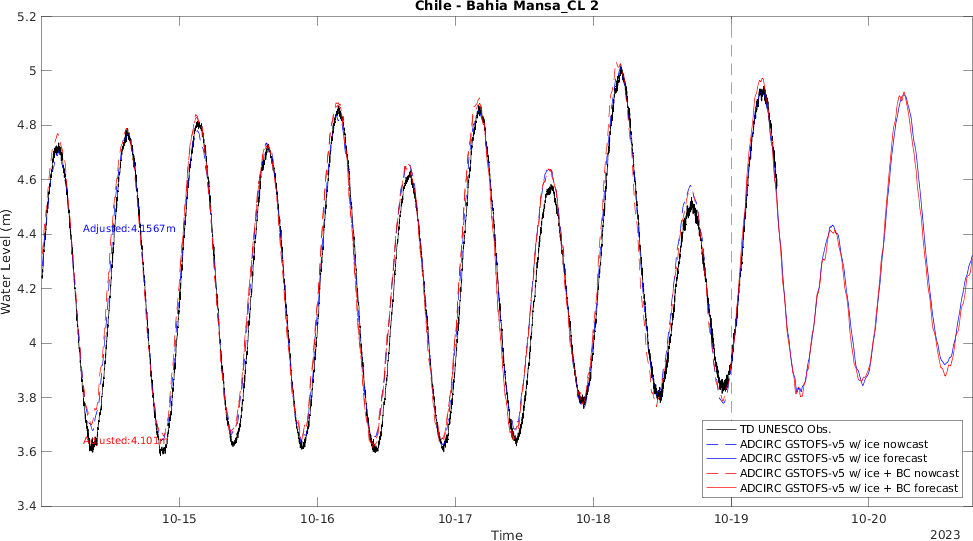 Chile - Bahia Mansa_CL 2
5.2
5
4.8
4.6
4.4
4.2
4
3.8
3.6
3.4
Water Level (m)
Adjusted:4.1567m
Adjusted:4.101m
TD UNESCO Obs.
ADCIRC GSTOFS-v5 w/ ice nowcast
ADCIRC GSTOFS-v5 w/ ice forecast
ADCIRC GSTOFS-v5 w/ ice + BC nowcast
ADCIRC GSTOFS-v5 w/ ice + BC forecast
10-15
10-16
10-17
10-18
10-19
10-20
Time
2023